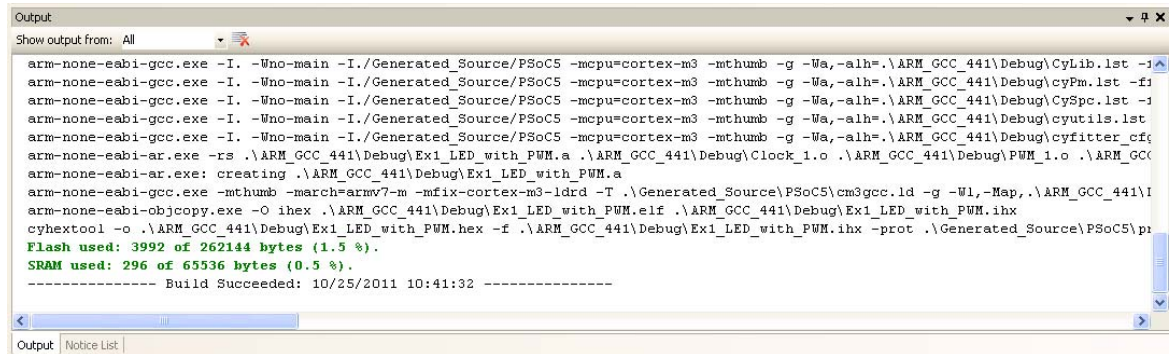 Output
Show output from: All
arm-none-eabi-gcc.exe -I. -Wno-main -I./Generated_Source/PSoC5 -mcpu=cortex-m3 -mthumb -g -Wa,-alh=.\ARM_GCC_441\Debug\CyLib.lst
arm-none-eabi-gcc.exe -I. -Wno-main -I./Generated_Source/PSoC5 -mcpu=cortex-m3 -mthumb -g -Wa,-alh=.\ARM_GCC_441\Debug\cyPm.lst
arm-none-eabi-gcc.exe -I. -Wno-main -I./Generated_Source/PSoC5 -mcpu=cortex-m3 -mthumb -g -Wa,-alh=.\ARM_GCC_441\Debug\CySpc.lst
arm-none-eabi-gcc.exe -I. -Wno-main -I./Generated_Source/PSoC5 -mcpu=cortex-m3 -mthumb -g -Wa,-alh=.\ARM_GCC_441\Debug\cyutils.lst
arm-none-eabi-gcc.exe -I. -Wno-main -I./Generated_Source/PSoC5 -mcpu=cortex-m3 -mthumb -g -Wa,-alh=.\ARM_GCC_441\Debug\cyfitter_cfg
arm-none-eabi-ar.exe -rs .\ARM_GCC_441\Debug\Ex1_LED_with_PWM.a .\ARM_GCC_441\Debug\Clock_1.o .\ARM_GCC_441\Debug\PWM_1.o .\ARM_GCC
arm-none-eabi-ar.exe: creating .\ARM_GCC_441\Debug\Ex1_LED_with_PWM.a
arm-none-eabi-gcc.exe -mthumb -march=armv7-m -mfix-cortex-m3-ldrd -T .\Generated_Source\PSoC5\cm3gcc.ld -g -Wl,-Map,.\ARM_GCC_441\
arm-none-eabi-objcopy.exe -O ihex .\ARM_GCC_441\Debug\Ex1_LED_with_PWM.elf .\ARM_GCC_441\Debug\Ex1_LED_with_PWM.ihx
cyhextool -o .\ARM_GCC_441\Debug\Ex1_LED_with_PWM.hex -f .\ARM_GCC_441\Debug\Ex1_LED_with_PWM.ihx -prot .\Generated_Source\PSoC5\
Flash used: 3992 of 262144 bytes (1.5 %).
SRAM used: 296 of 65536 bytes (0.5 %).
--------------- Build Succeeded: 10/25/2011 10:41:32 ---------------
Output Notice List